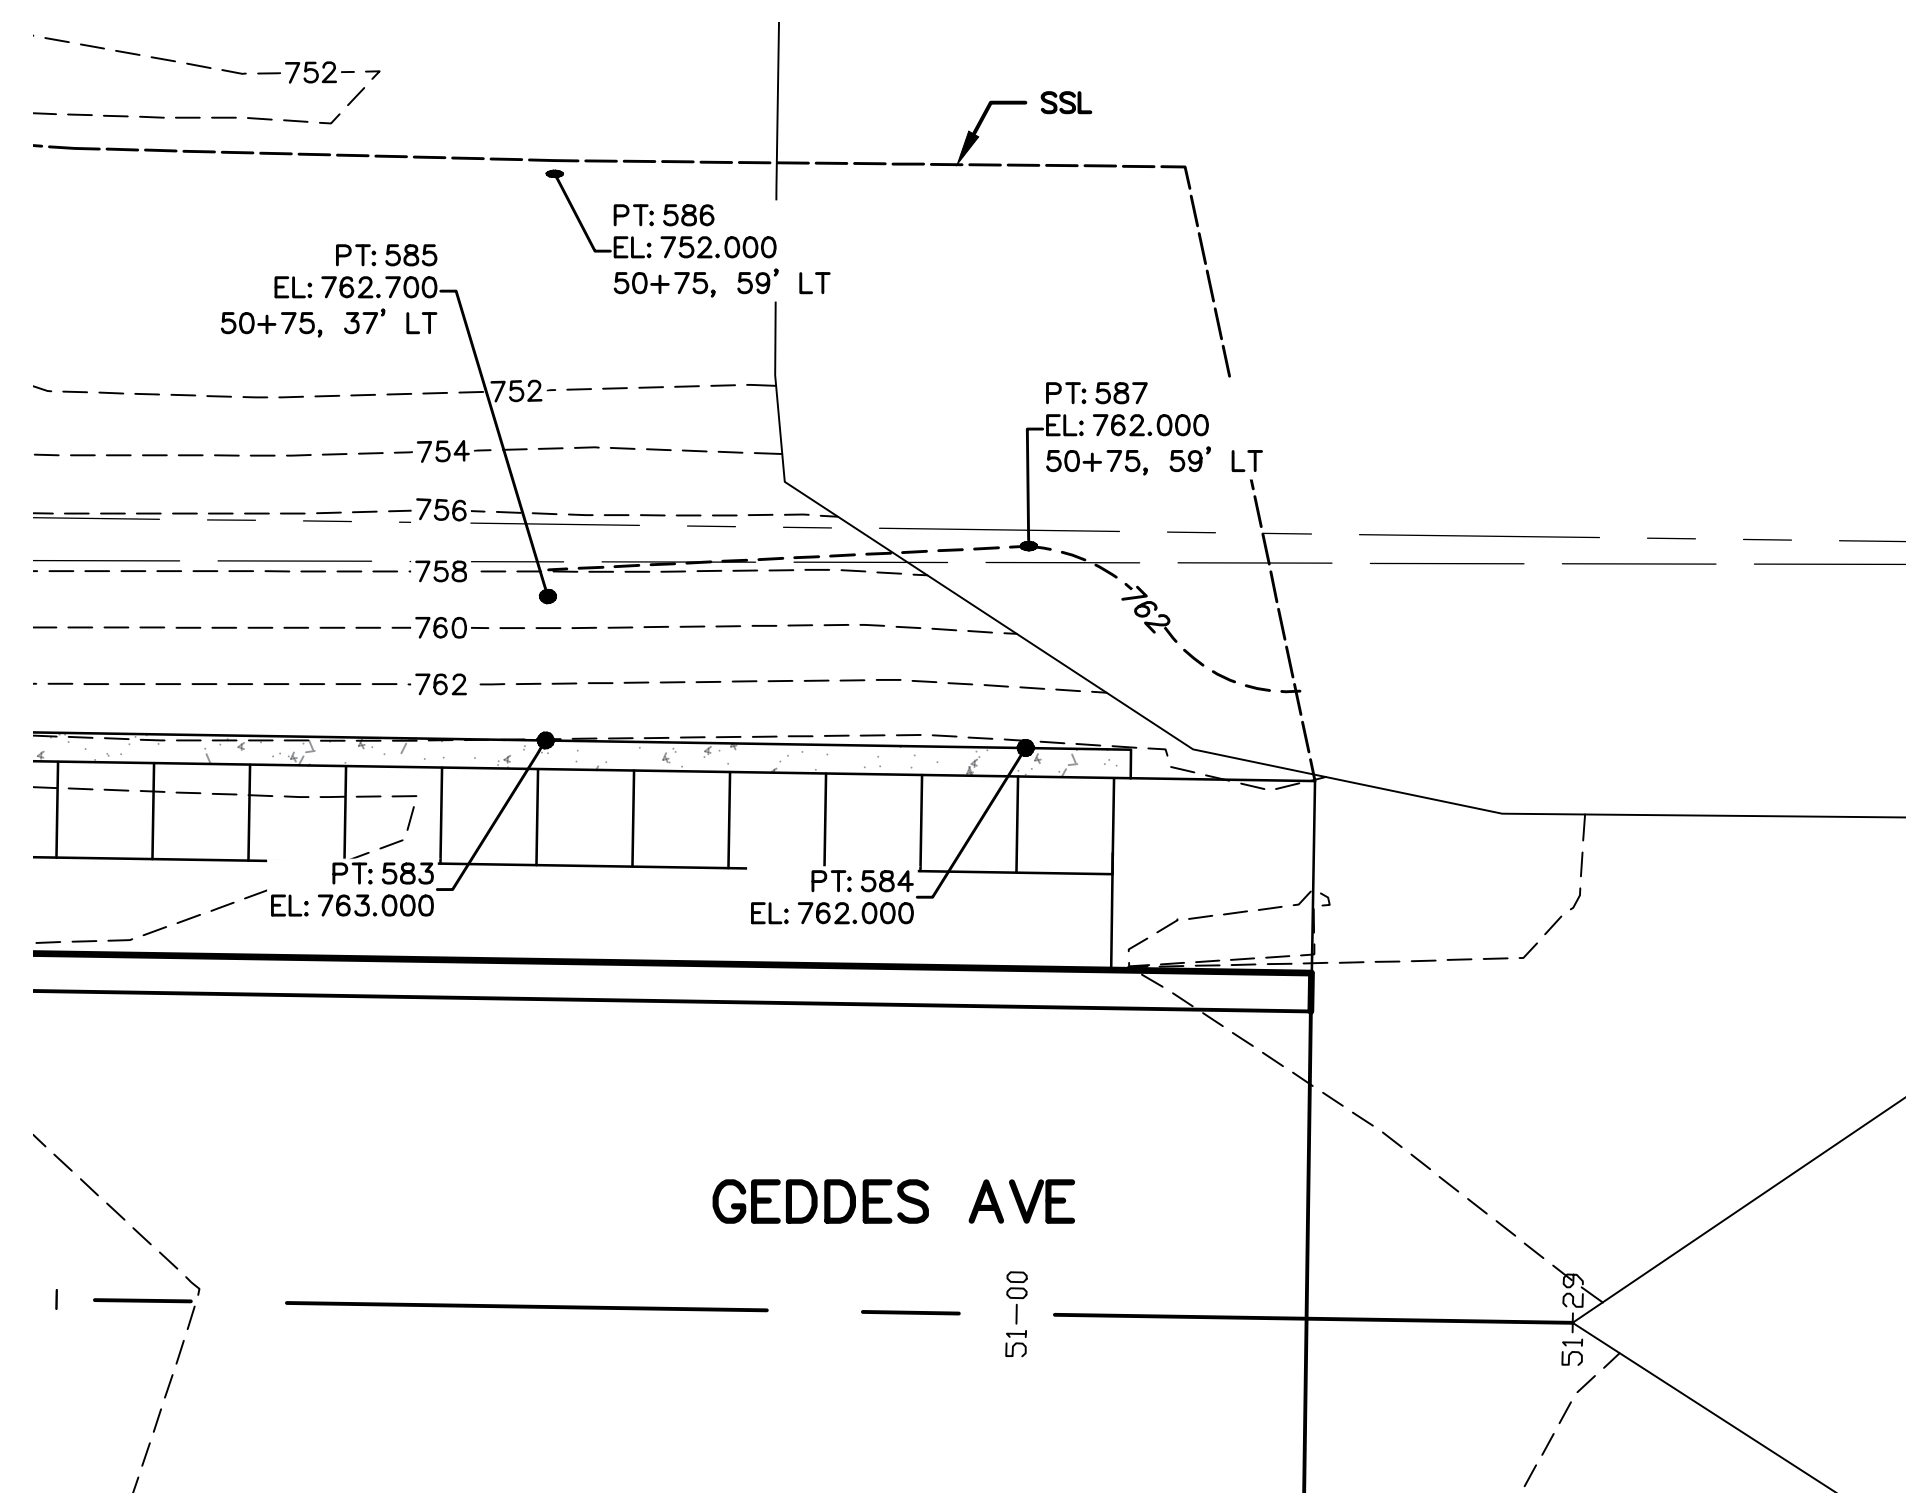 752
SSL
PT: 586
EL: 752.000
50+75, 59' LT
PT: 585
EL: 762.700
50+75, 37' LT
752
PT: 587
EL: 762.000
50+75, 59' LT
754
756
758
762
760
762
PT: 583
EL: 763.000
PT: 584
EL: 762.000
GEDDES AVE
51-00
51-29